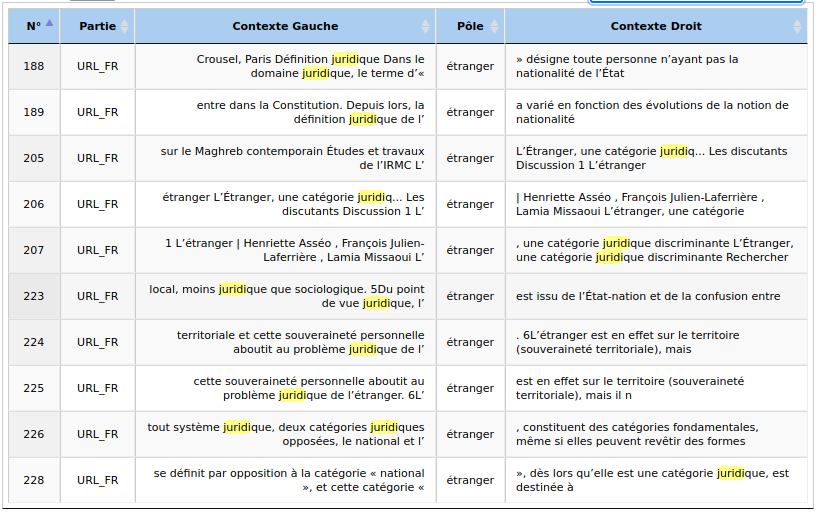 N° Partie Contexte Gauche Pôle Contexte Droit
188 URL_FR Crousel, Paris Définition juridique Dans le domaine juridique, le terme d’« étranger » désigne toute personne n’ayant pas la nationalité de l’État
189 URL_FR entre dans la Constitution. Depuis lors, la définition juridique de l’ étranger a varié en fonction des évolutions de la notion de nationalité
205 URL_FR sur le Maghreb contemporain Études et travaux de l’IRMC L’ étranger L’Étranger, une catégorie juridiq... Les discutants Discussion 1 L’étranger
206 URL_FR étranger L’Étranger, une catégorie juridiq... Les discutants Discussion 1 L’ étranger | Henriette Asséo , François Julien-Laferrière , Lamia Missaoui L’étranger, une catégorie
207 URL_FR 1 L’étranger | Henriette Asséo , François Julien-Laferrière , Lamia Missaoui L’ étranger , une catégorie juridique discriminante L’Étranger, une catégorie juridique discriminante Rechercher
223 URL_FR local, moins juridique que sociologique. 5Du point de vue juridique, l’ étranger est issu de l’État-nation et de la confusion entre
224 URL_FR territoriale et cette souveraineté personnelle aboutit au problème juridique de l’ étranger . 6L’étranger est en effet sur le territoire (souveraineté territoriale), mais
225 URL_FR cette souveraineté personnelle aboutit au problème juridique de l’étranger. 6L’ étranger est en effet sur le territoire (souveraineté territoriale), mais il n
226 URL_FR tout système juridique, deux catégories juridiques opposées, le national et l’ étranger , constituent des catégories fondamentales, même si elles peuvent revêtir des formes
228 URL_FR se définit par opposition à la catégorie « national », et cette catégorie « étranger », dès lors qu’elle est une catégorie juridique, est destinée à